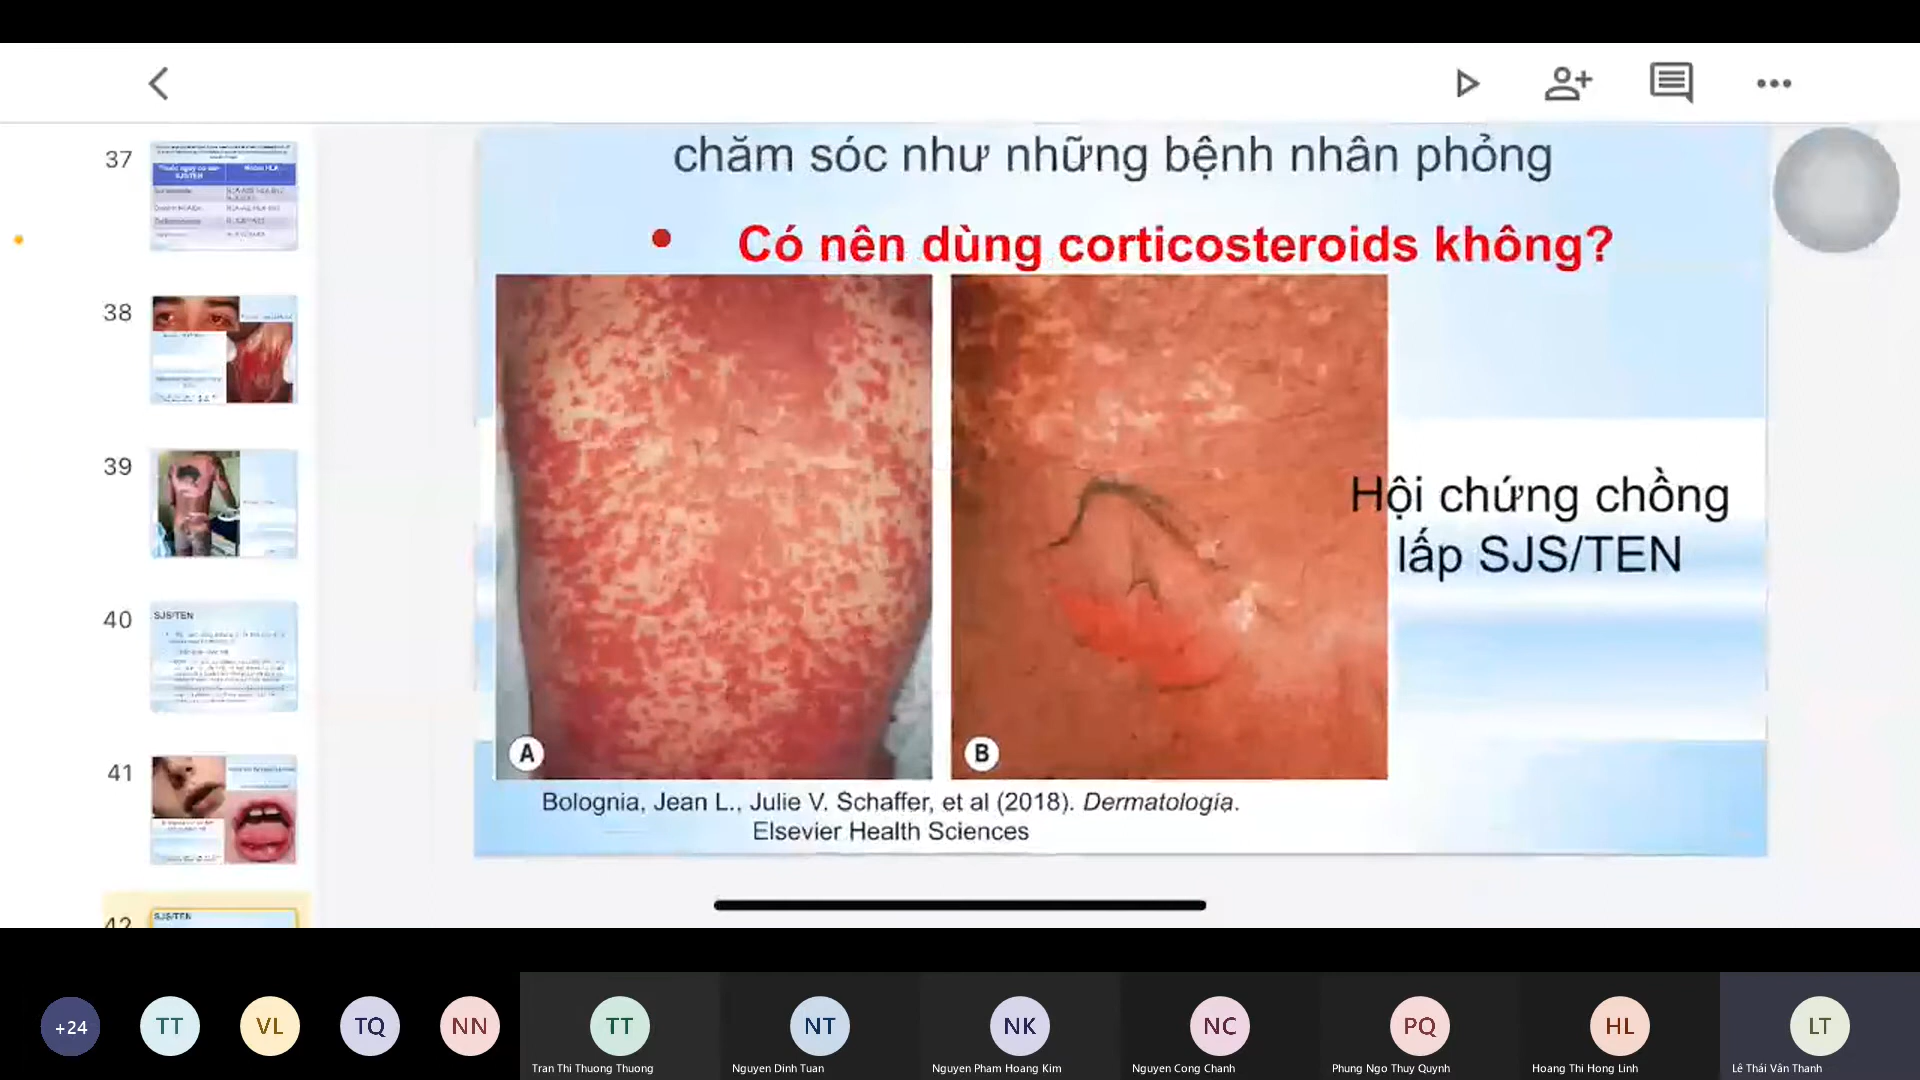 chăm sóc như những bệnh nhân phỏng
• Có nên dùng corticosteroids không?
Hội chứng chồng
lấp SJS/TEN
A
B
Bolognia, Jean L., Julie V. Schaffer, et al (2018). Dermatología.
Elsevier Health Sciences
37
38
39
40
SJS/TEN
41
42
SJS/TEN
+24
TT
VL
TQ
NN
TT
NT
NK
NC
PQ
HL
LT
Tran Thi Thuong Thuong
Nguyen Dinh Tuan
Nguyen Pham Hoang Kim
Nguyen Cong Chanh
Phung Ngo Thuy Quynh
Hoang Thi Hong Linh
Lê Thái Vân Thanh